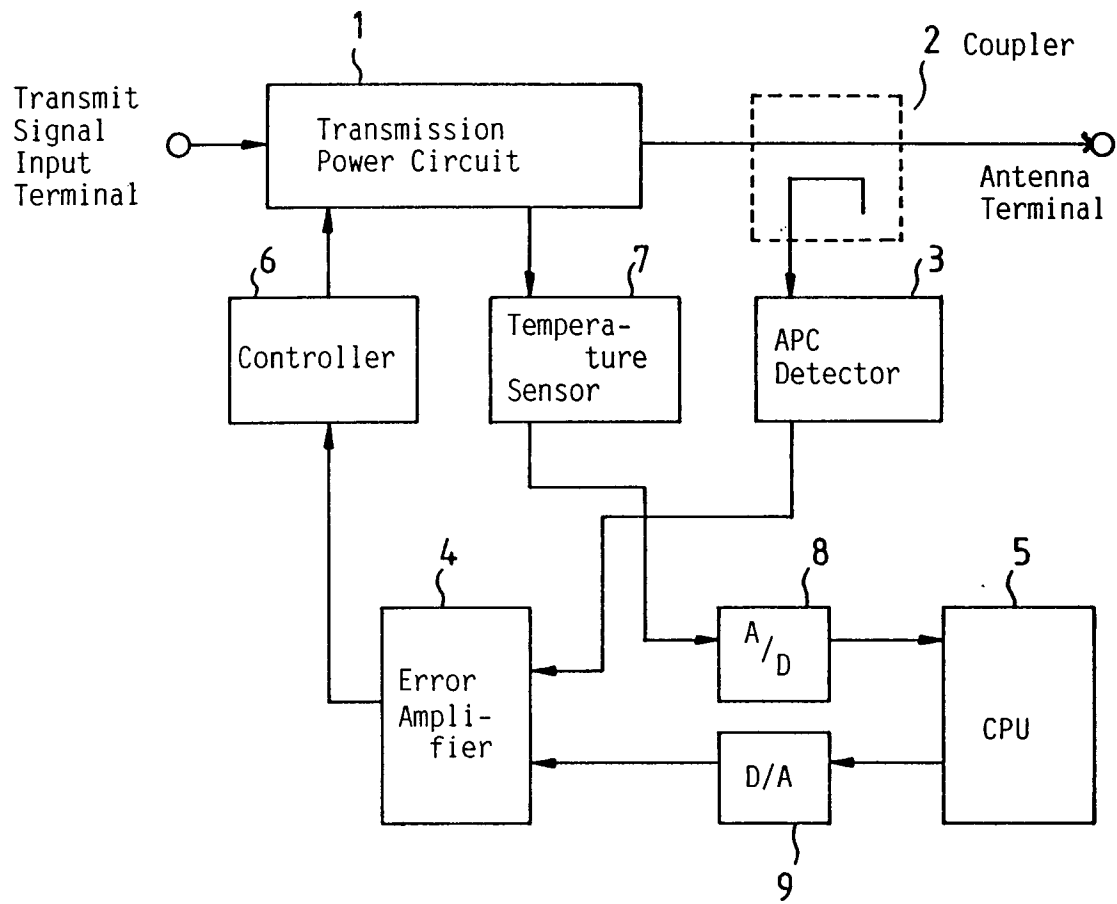 1
2 Coupler
Transmit
Signal
Input
Terminal
Transmission
Power Circuit
Antenna
Terminal
6
7
3
Controller
Tempera-
ture
Sensor
APC
Detector
4
8
5
Error
Ampli-
fier
A/D
CPU
D/A
9